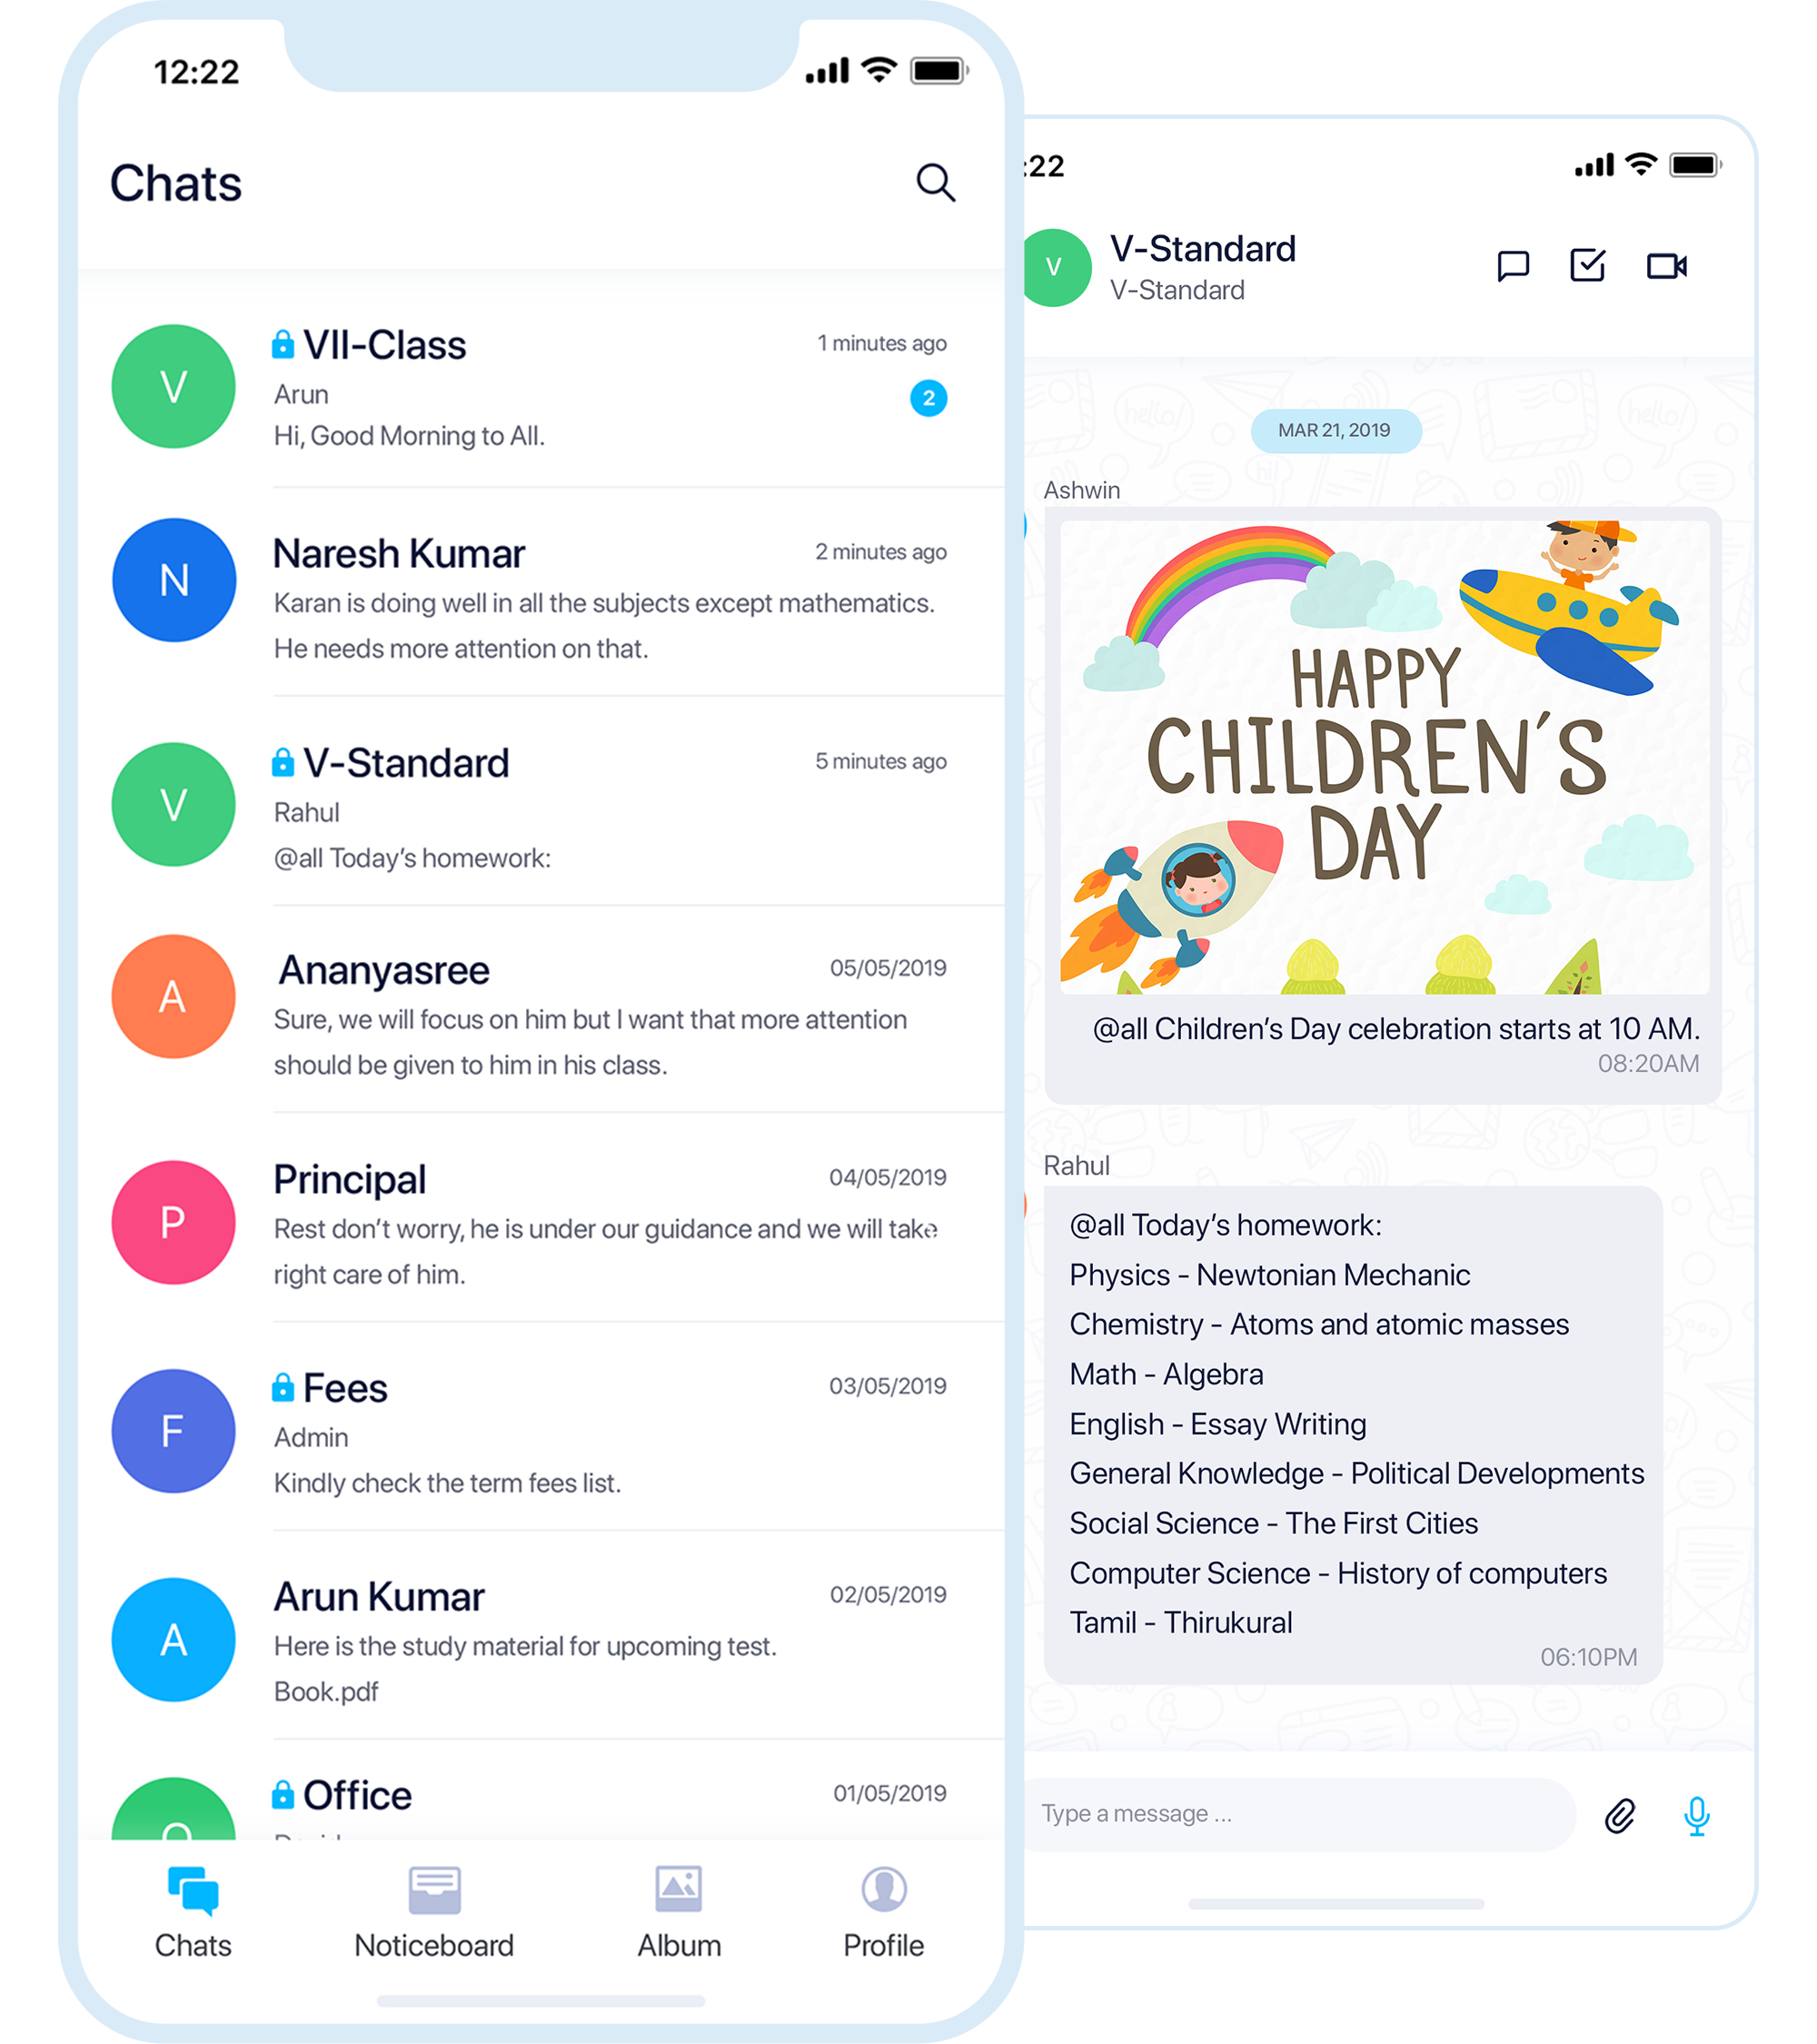 12:22
Chats
V
VII-Class
1 minutes ago
Arun
2
Hi, Good Morning to All.
N
Naresh Kumar
2 minutes ago
Karan is doing well in all the subjects except mathematics.
He needs more attention on that.
V
V-Standard
5 minutes ago
Rahul
@all Today’s homework:
A
Ananyasree
05/05/2019
Sure, we will focus on him but I want that more attention
should be given to him in his class.
P
Principal
04/05/2019
Rest don’t worry, he is under our guidance and we will take
right care of him.
F
Fees
03/05/2019
Admin
Kindly check the term fees list.
A
Arun Kumar
02/05/2019
Here is the study material for upcoming test.
Book.pdf
Office
01/05/2019
Chats
Noticeboard
Album
Profile
:22
V
V-Standard
V-Standard
hello!
hello!
MAR 21, 2019
hi!
Ashwin
HAPPY
CHILDREN’S
DAY
@all Children’s Day celebration starts at 10 AM.
08:20AM
Rahul
@all Today’s homework:
Physics - Newtonian Mechanic
Chemistry - Atoms and atomic masses
Math - Algebra
English - Essay Writing
General Knowledge - Political Developments
Social Science - The First Cities
Computer Science - History of computers
Tamil - Thirukural
06:10PM
Type a message ...